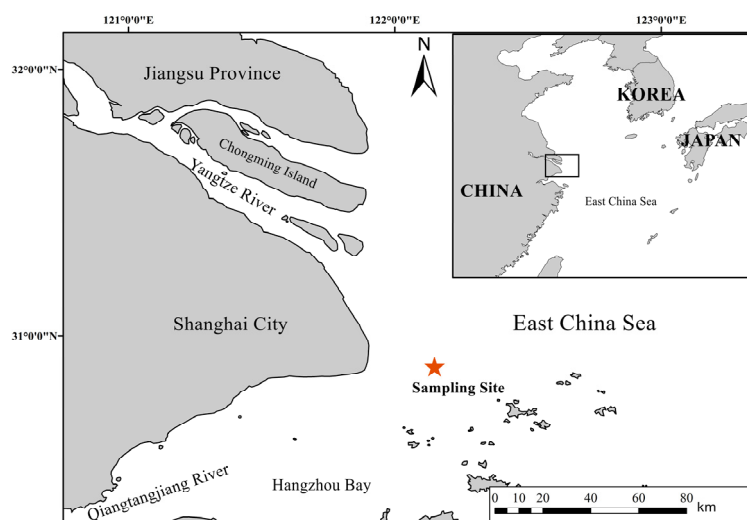 121°0'0"E
122°0'0"E
123°0'0"E
32°0'0"N
Jiangsu Province
N
KOREA
JAPAN
Chongming Island
Yangtze River
CHINA
East China Sea
Shanghai City
East China Sea
31°0'0"N
Sampling Site
Qiangtangjiang River
Hangzhou Bay
0 10 20 40 60 80 km